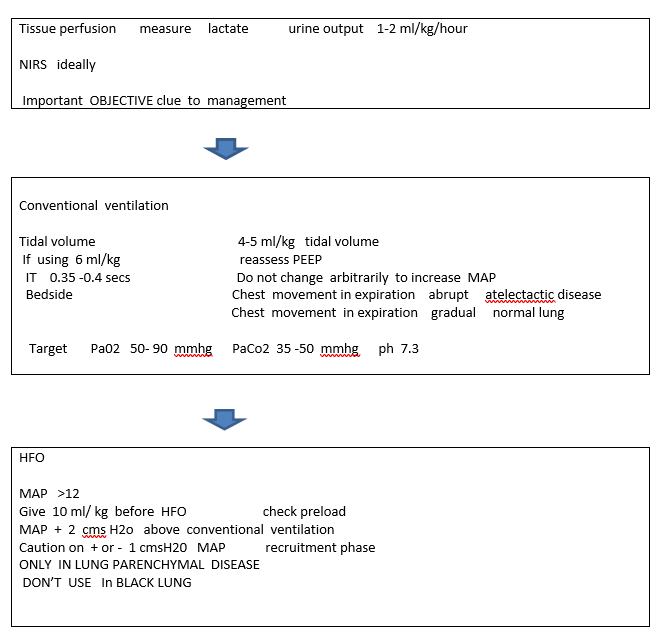 Tissue perfusion measure lactate urine output 1-2 ml/kg/hour
NIRS ideally
Important OBJECTIVE clue to management
Conventional ventilation
Tidal volume 4-5 ml/kg tidal volume
If using 6 ml/kg reassess PEEP
IT 0.35 -0.4 secs Do not change arbitrarily to increase MAP
Bedside Chest movement in expiration abrupt atelectactic disease
Chest movement in expiration gradual normal lung
Target Pa02 50- 90 mmhg PaCo2 35 -50 mmhg ph 7.3
HFO
MAP >12
Give 10 ml/ kg before HFO check preload
MAP + 2 cms H2o above conventional ventilation
Caution on + or - 1 cmsH20 MAP recruitment phase
ONLY IN LUNG PARENCHYMAL DISEASE
DON'T USE In BLACK LUNG